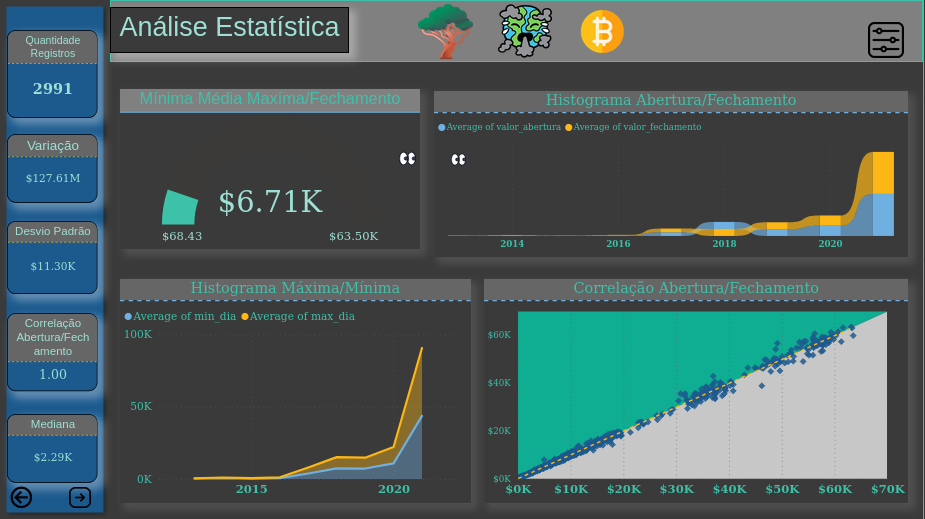 Análise Estatística
Quantidade
Registros
2991
Variação
$127.61M
Desvio Padrão
$11.30K
Correlação
Abertura/Fech
amento
1.00
Mediana
$2.29K
Mínima Média Maxíma/Fechamento
$6.71K
$68.43
$63.50K
Histograma Abertura/Fechamento
Average of valor_abertura Average of valor_fechamento
2014 2016 2018 2020
Histograma Máxima/Mínima
Average of min_dia Average of max_dia
100K
50K
0K
2015 2020
Correlação Abertura/Fechamento
$60K
$40K
$20K
$0K
$0K $10K $20K $30K $40K $50K $60K $70K